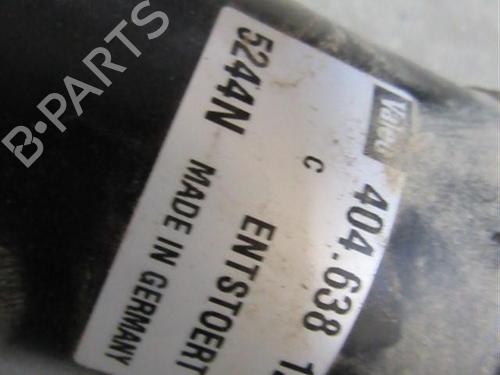 B-PARTS
Valeo
404.638
5244N
C
ENTSTOERT
MADE IN GERMANY